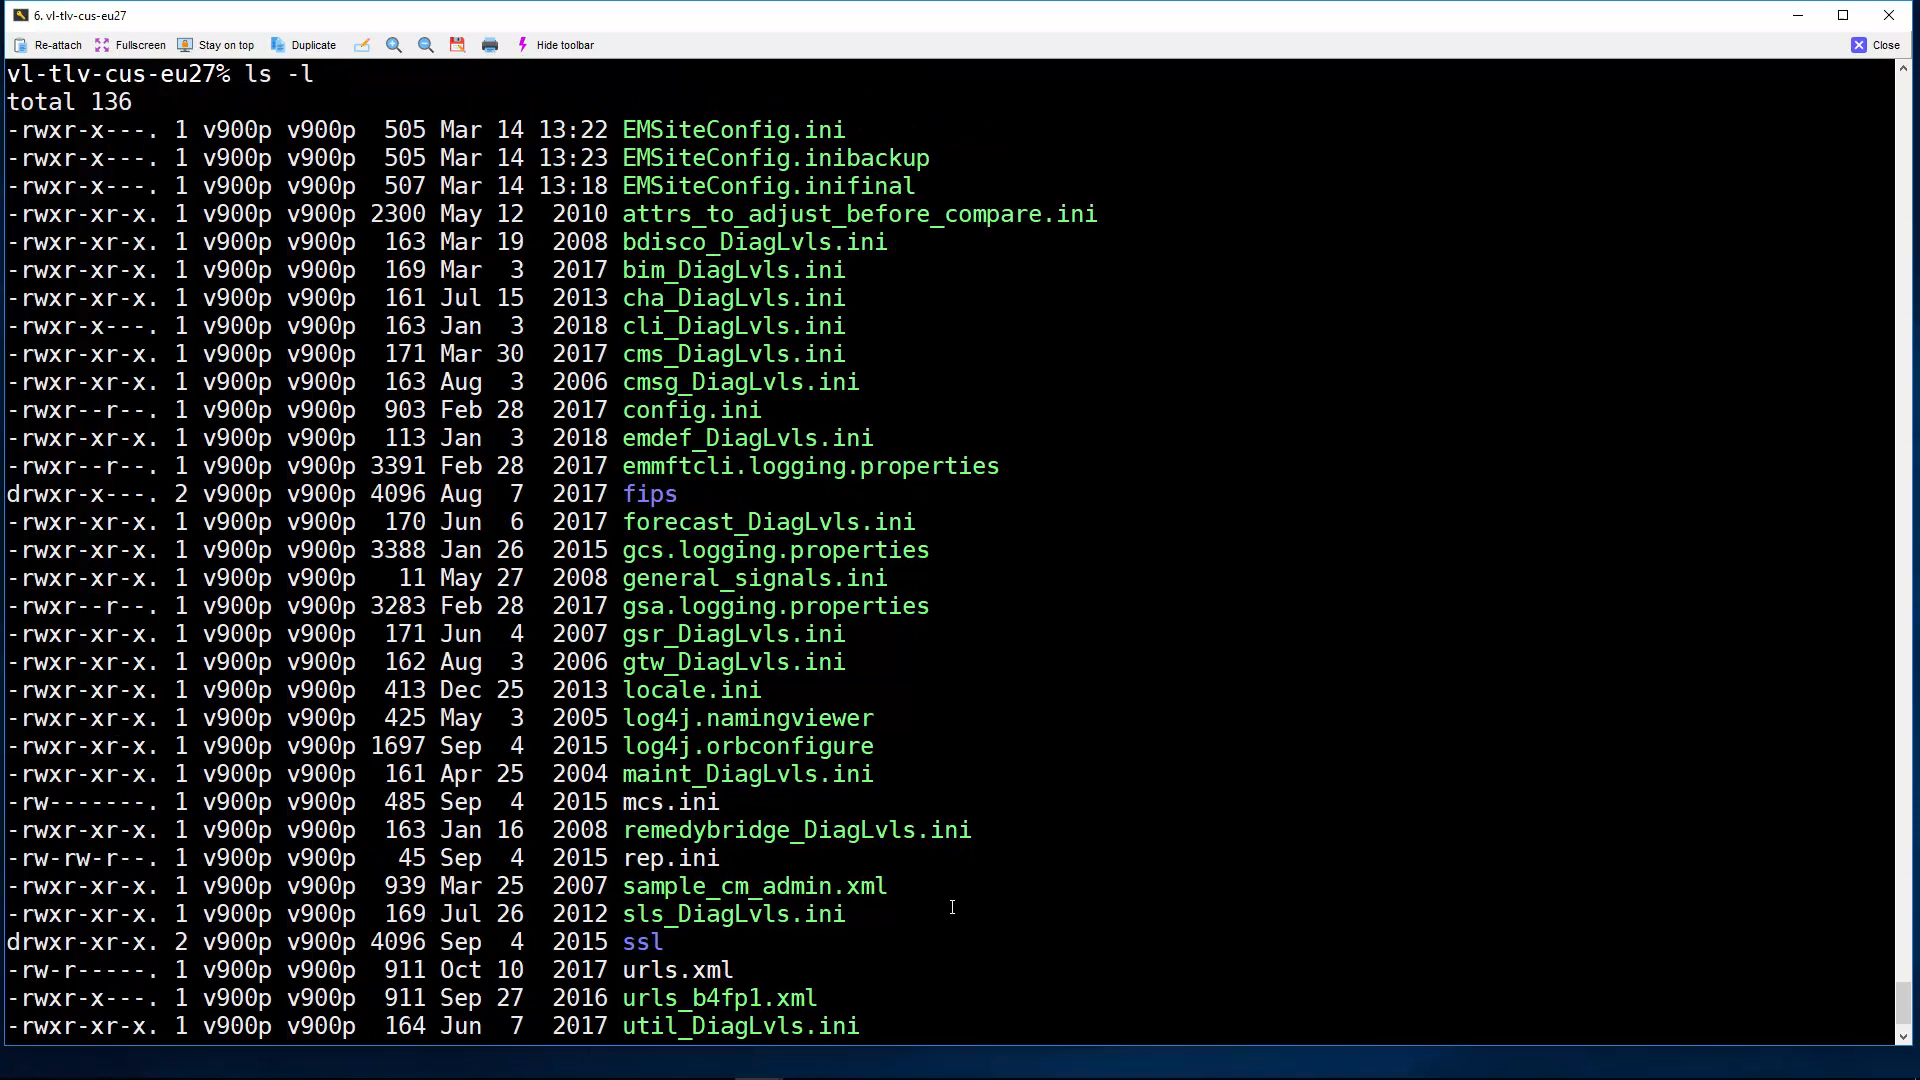 6. vl-tlv-cus-eu27
Re-attach Fullscreen Stay on top Duplicate Hide toolbar Close
vl-tlv-cus-eu27% ls -l
total 136
-rwxr-x---. 1 v900p v900p  505 Mar 14 13:22 EMSiteConfig.ini
-rwxr-x---. 1 v900p v900p  505 Mar 14 13:23 EMSiteConfig.inibackup
-rwxr-x---. 1 v900p v900p  507 Mar 14 13:18 EMSiteConfig.inifinal
-rwxr-xr-x. 1 v900p v900p 2300 May 12  2010 attrs_to_adjust_before_compare.ini
-rwxr-xr-x. 1 v900p v900p  163 Mar 19  2008 bdisco_DiagLvls.ini
-rwxr-xr-x. 1 v900p v900p  169 Mar  3  2017 bim_DiagLvls.ini
-rwxr-xr-x. 1 v900p v900p  161 Jul 15  2013 cha_DiagLvls.ini
-rwxr-x---. 1 v900p v900p  163 Jan  3  2018 cli_DiagLvls.ini
-rwxr-xr-x. 1 v900p v900p  171 Mar 30  2017 cms_DiagLvls.ini
-rwxr-xr-x. 1 v900p v900p  163 Aug  3  2006 cmsg_DiagLvls.ini
-rwxr--r--. 1 v900p v900p  903 Feb 28  2017 config.ini
-rwxr-x---. 1 v900p v900p  113 Jan  3  2018 emdef_DiagLvls.ini
-rwxr--r--. 1 v900p v900p 3391 Feb 28  2017 emmftcli.logging.properties
drwxr-x---. 2 v900p v900p 4096 Aug  7  2017 fips
-rwxr-xr-x. 1 v900p v900p  170 Jun  6  2017 forecast_DiagLvls.ini
-rwxr-xr-x. 1 v900p v900p 3388 Jan 26  2015 gcs.logging.properties
-rwxr-xr-x. 1 v900p v900p   11 May 27  2008 general_signals.ini
-rwxr--r--. 1 v900p v900p 3283 Feb 28  2017 gsa.logging.properties
-rwxr-xr-x. 1 v900p v900p  171 Jun  4  2007 gsr_DiagLvls.ini
-rwxr-xr-x. 1 v900p v900p  162 Aug  3  2006 gtw_DiagLvls.ini
-rwxr-xr-x. 1 v900p v900p  413 Dec 25  2013 locale.ini
-rwxr-xr-x. 1 v900p v900p  425 May  3  2005 log4j.namingviewer
-rwxr-xr-x. 1 v900p v900p 1697 Sep  4  2015 log4j.orbconfigure
-rwxr-xr-x. 1 v900p v900p  161 Apr 25  2004 maint_DiagLvls.ini
-rw-------. 1 v900p v900p  485 Sep  4  2015 mcs.ini
-rwxr-xr-x. 1 v900p v900p  163 Jan 16  2008 remedybridge_DiagLvls.ini
-rw-rw-r--. 1 v900p v900p   45 Sep  4  2015 rep.ini
-rwxr-xr-x. 1 v900p v900p  939 Mar 25  2007 sample_cm_admin.xml
-rwxr-xr-x. 1 v900p v900p  169 Jul 26  2012 sls_DiagLvls.ini
drwxr-xr-x. 2 v900p v900p 4096 Sep  4  2015 ssl
-rw-r-----. 1 v900p v900p  911 Oct 10  2017 urls.xml
-rwxr-x---. 1 v900p v900p  911 Sep 27  2016 urls_b4fp1.xml
-rwxr-xr-x. 1 v900p v900p  164 Jun  7  2017 util_DiagLvls.ini